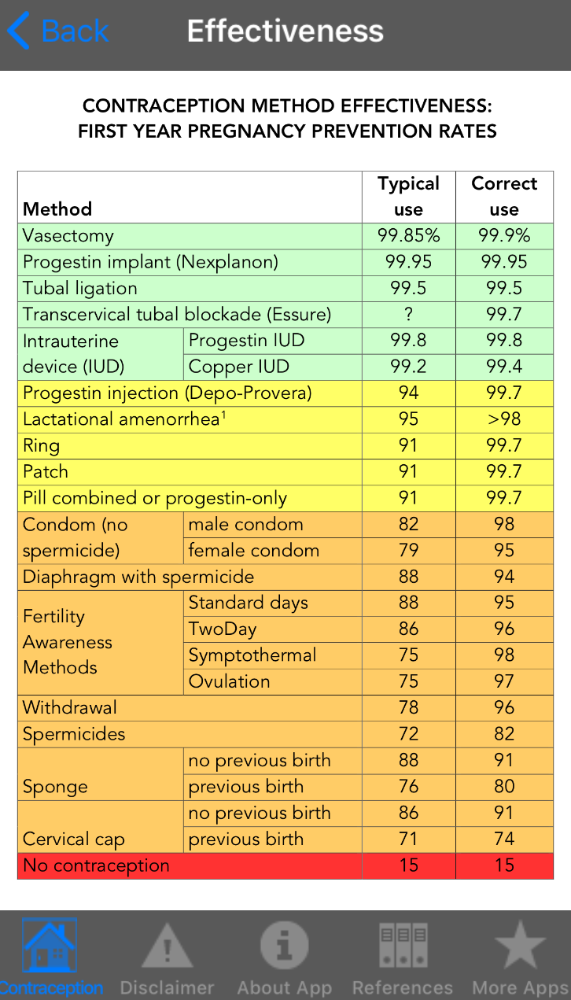 Back
Effectiveness
CONTRACEPTION METHOD EFFECTIVENESS:
FIRST YEAR PREGNANCY PREVENTION RATES
Method Typical use Correct use
Vasectomy 99.85% 99.9%
Progestin implant (Nexplanon) 99.95 99.95
Tubal ligation 99.5 99.5
Transcervical tubal blockade (Essure) ? 99.7
Intrauterine device (IUD) Progestin IUD 99.8 99.8
Copper IUD 99.2 99.4
Progestin injection (Depo-Provera) 94 99.7
Lactational amenorrhea¹ 95 >98
Ring 91 99.7
Patch 91 99.7
Pill combined or progestin-only 91 99.7
Condom (no spermicide) male condom 82 98
female condom 79 95
Diaphragm with spermicide 88 94
Fertility Awareness Methods Standard days 88 95
TwoDay 86 96
Symptothermal 75 98
Ovulation 75 97
Withdrawal 78 96
Spermicides 72 82
Sponge no previous birth 88 91
previous birth 76 80
Cervical cap no previous birth 86 91
previous birth 71 74
No contraception 15 15
Contraception Disclaimer About App References More Apps